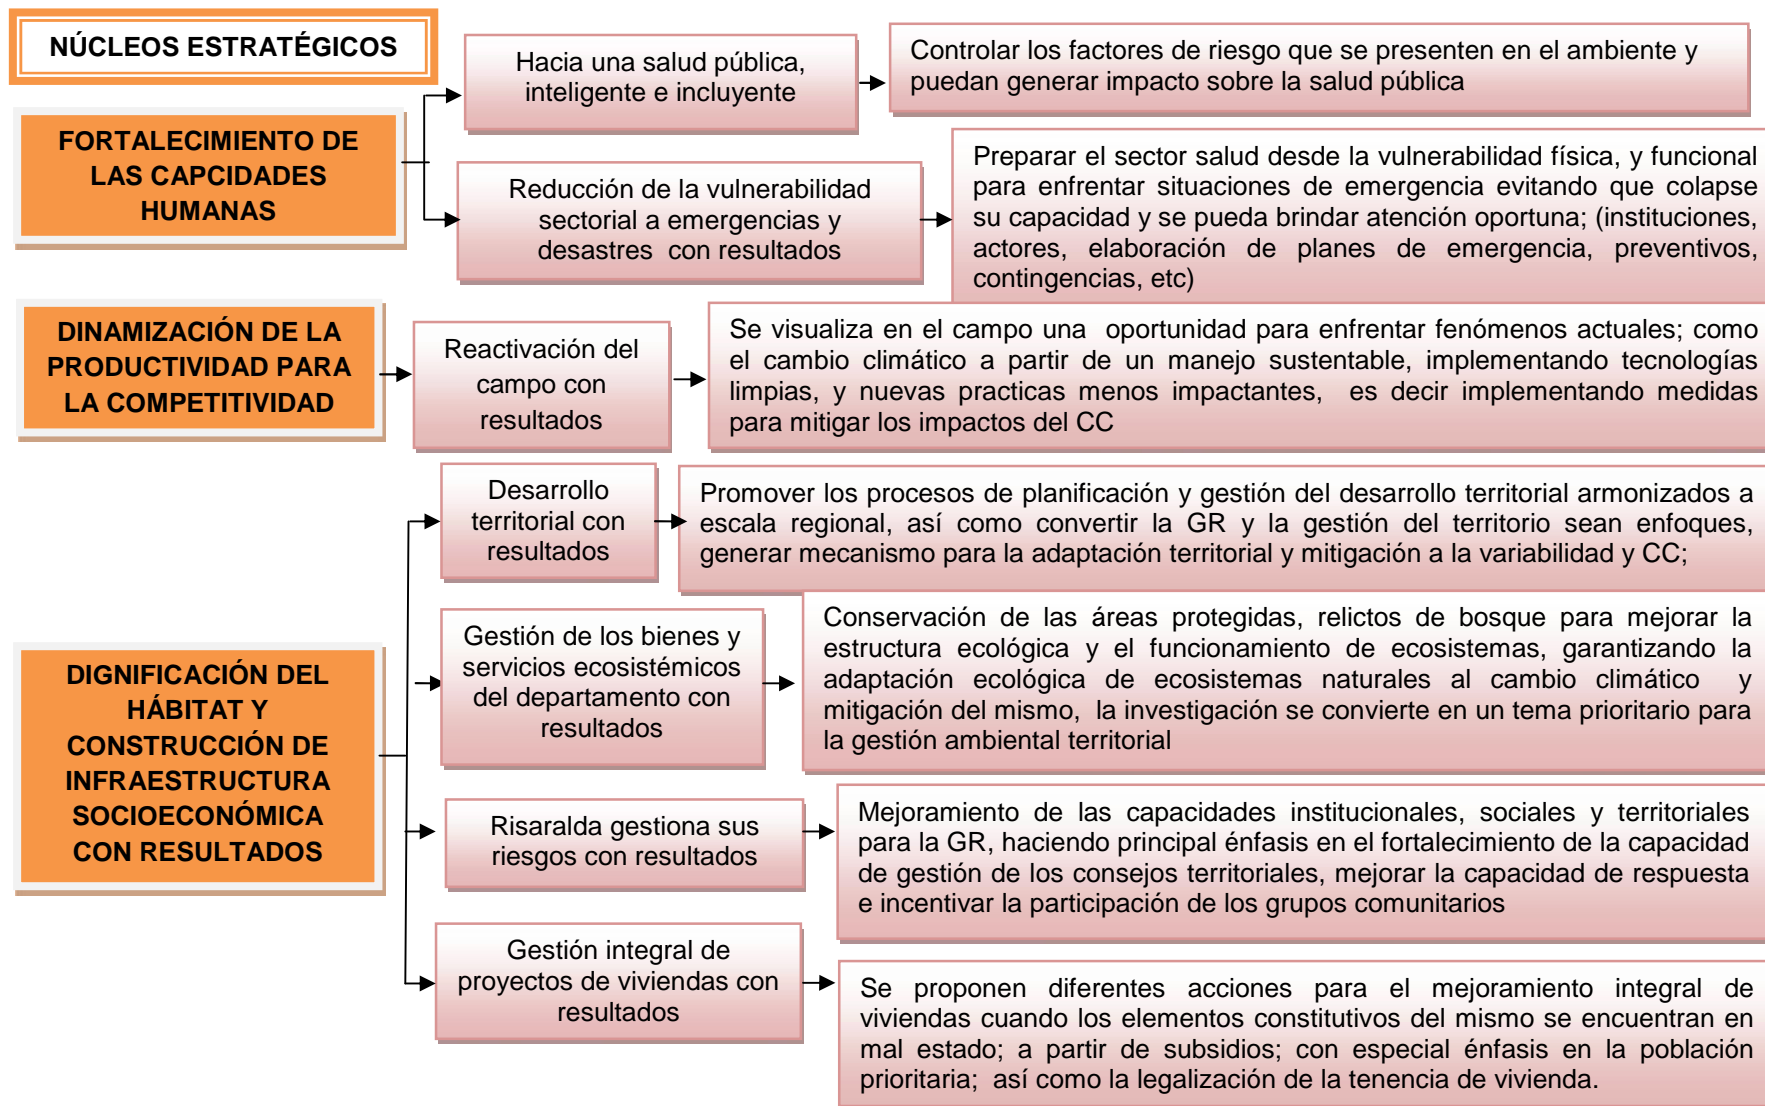 NÚCLEOS ESTRATÉGICOS
FORTALECIMIENTO DE
LAS CAPCIDADES
HUMANAS
Hacia una salud pública,
inteligente e incluyente
Controlar los factores de riesgo que se presenten en el ambiente y
puedan generar impacto sobre la salud pública
Reducción de la vulnerabilidad
sectorial a emergencias y
desastres con resultados
Preparar el sector salud desde la vulnerabilidad física, y funcional
para enfrentar situaciones de emergencia evitando que colapse
su capacidad y se pueda brindar atención oportuna; (instituciones,
actores, elaboración de planes de emergencia, preventivos,
contingencias, etc)
DINAMIZACIÓN DE LA
PRODUCTIVIDAD PARA
LA COMPETITIVIDAD
Reactivación del
campo con
resultados
Se visualiza en el campo una oportunidad para enfrentar fenómenos actuales; como
el cambio climático a partir de un manejo sustentable, implementando tecnologías
limpias, y nuevas practicas menos impactantes, es decir implementando medidas
para mitigar los impactos del CC
DIGNIFICACIÓN DEL
HÁBITAT Y
CONSTRUCCIÓN DE
INFRAESTRUCTURA
SOCIOECONÓMICA
CON RESULTADOS
Desarrollo
territorial con
resultados
Promover los procesos de planificación y gestión del desarrollo territorial armonizados a
escala regional, así como convertir la GR y la gestión del territorio sean enfoques,
generar mecanismo para la adaptación territorial y mitigación a la variabilidad y CC;
Gestión de los bienes y
servicios ecosistémicos
del departamento con
resultados
Conservación de las áreas protegidas, relictos de bosque para mejorar la
estructura ecológica y el funcionamiento de ecosistemas, garantizando la
adaptación ecológica de ecosistemas naturales al cambio climático y
mitigación del mismo, la investigación se convierte en un tema prioritario para
la gestión ambiental territorial
Risaralda gestiona sus
riesgos con resultados
Mejoramiento de las capacidades institucionales, sociales y territoriales
para la GR, haciendo principal énfasis en el fortalecimiento de la capacidad
de gestión de los consejos territoriales, mejorar la capacidad de respuesta
e incentivar la participación de los grupos comunitarios
Gestión integral de
proyectos de viviendas con
resultados
Se proponen diferentes acciones para el mejoramiento integral de
viviendas cuando los elementos constitutivos del mismo se encuentran en
mal estado; a partir de subsidios; con especial énfasis en la población
prioritaria; así como la legalización de la tenencia de vivienda.